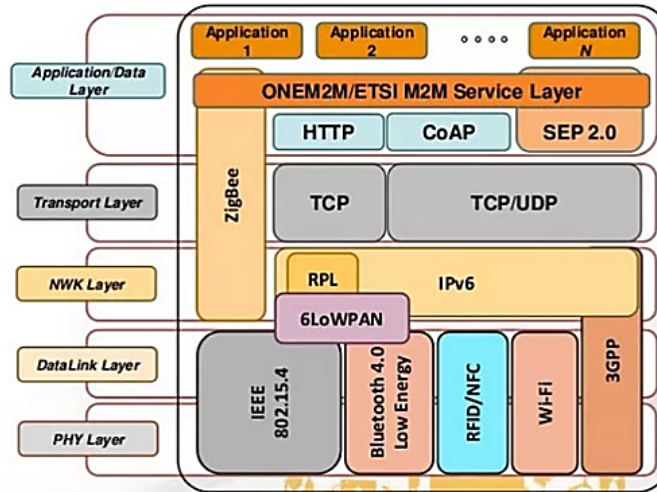 Application
1
Application
2
Application
N
Application/Data
Layer
ONEM2M/ETSI M2M Service Layer
HTTP
CoAP
SEP 2.0
ZigBee
Transport Layer
TCP
TCP/UDP
NWK Layer
RPL
IPv6
6LoWPAN
DataLink Layer
IEEE
802.15.4
Bluetooth 4.0
Low Energy
RFID/NFC
Wi-Fi
3GPP
PHY Layer